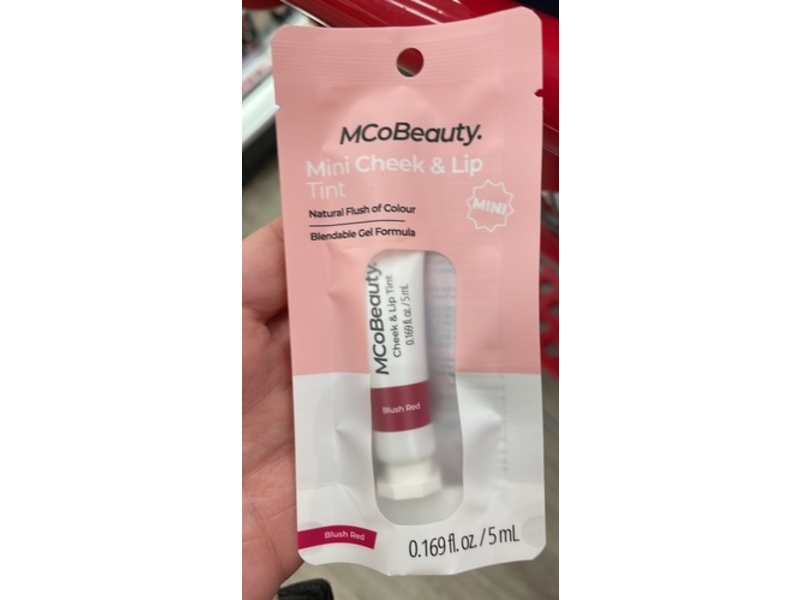 MCoBeauty.
Mini Cheek & Lip
Tint
MINI
Natural Flush of Colour
Blendable Gel Formula
MCoBeauty.
Cheek & Lip Tint
0.169 fl. oz. / 5 mL
Blush Red
Blush Red
0.169 fl. oz. / 5 mL